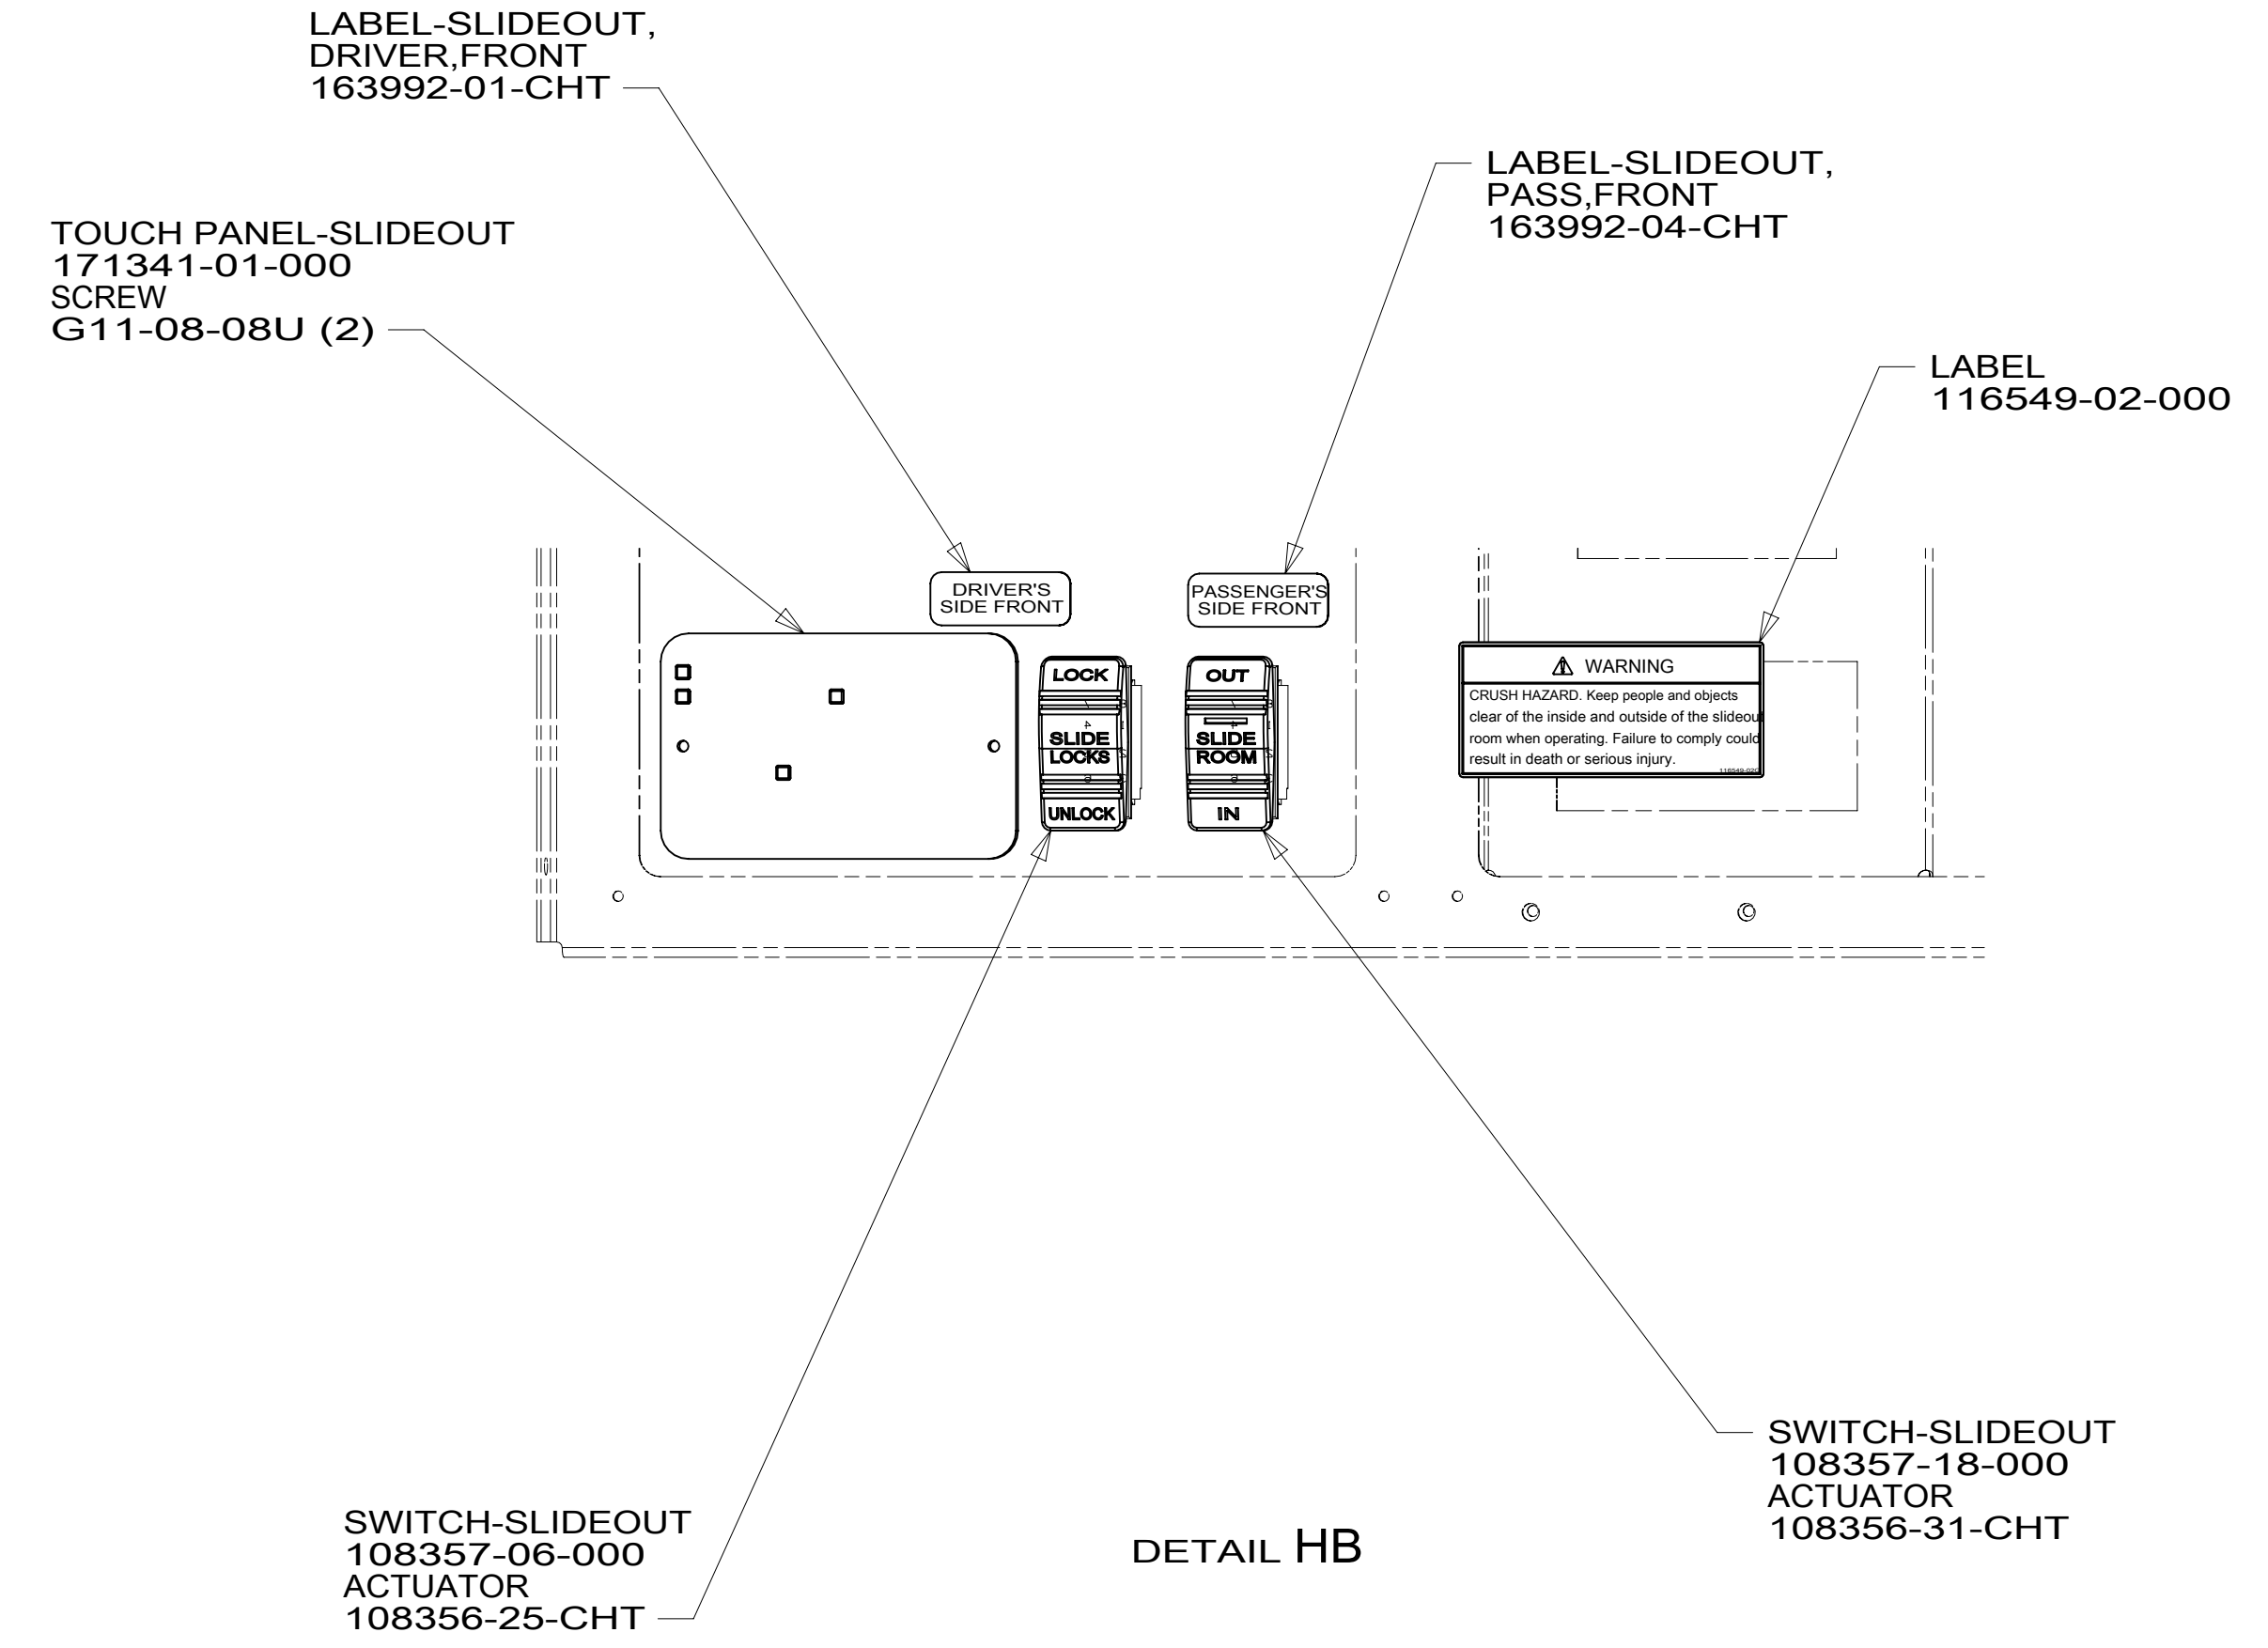 LABEL-SLIDEOUT,
DRIVER,FRONT
163992-01-CHT
LABEL-SLIDEOUT,
PASS,FRONT
163992-04-CHT
TOUCH PANEL-SLIDEOUT
171341-01-000
SCREW
G11-08-08U (2)
LABEL
116549-02-000
DRIVER'S
SIDE FRONT
PASSENGER'S
SIDE FRONT
LOCK
SLIDE
LOCKS
UNLOCK
OUT
SLIDE
ROOM
IN
WARNING
CRUSH HAZARD. Keep people and objects
clear of the inside and outside of the slideout
room when operating. Failure to comply could
result in death or serious injury.
SWITCH-SLIDEOUT
108357-18-000
ACTUATOR
108356-31-CHT
SWITCH-SLIDEOUT
108357-06-000
ACTUATOR
108356-25-CHT
DETAIL HB